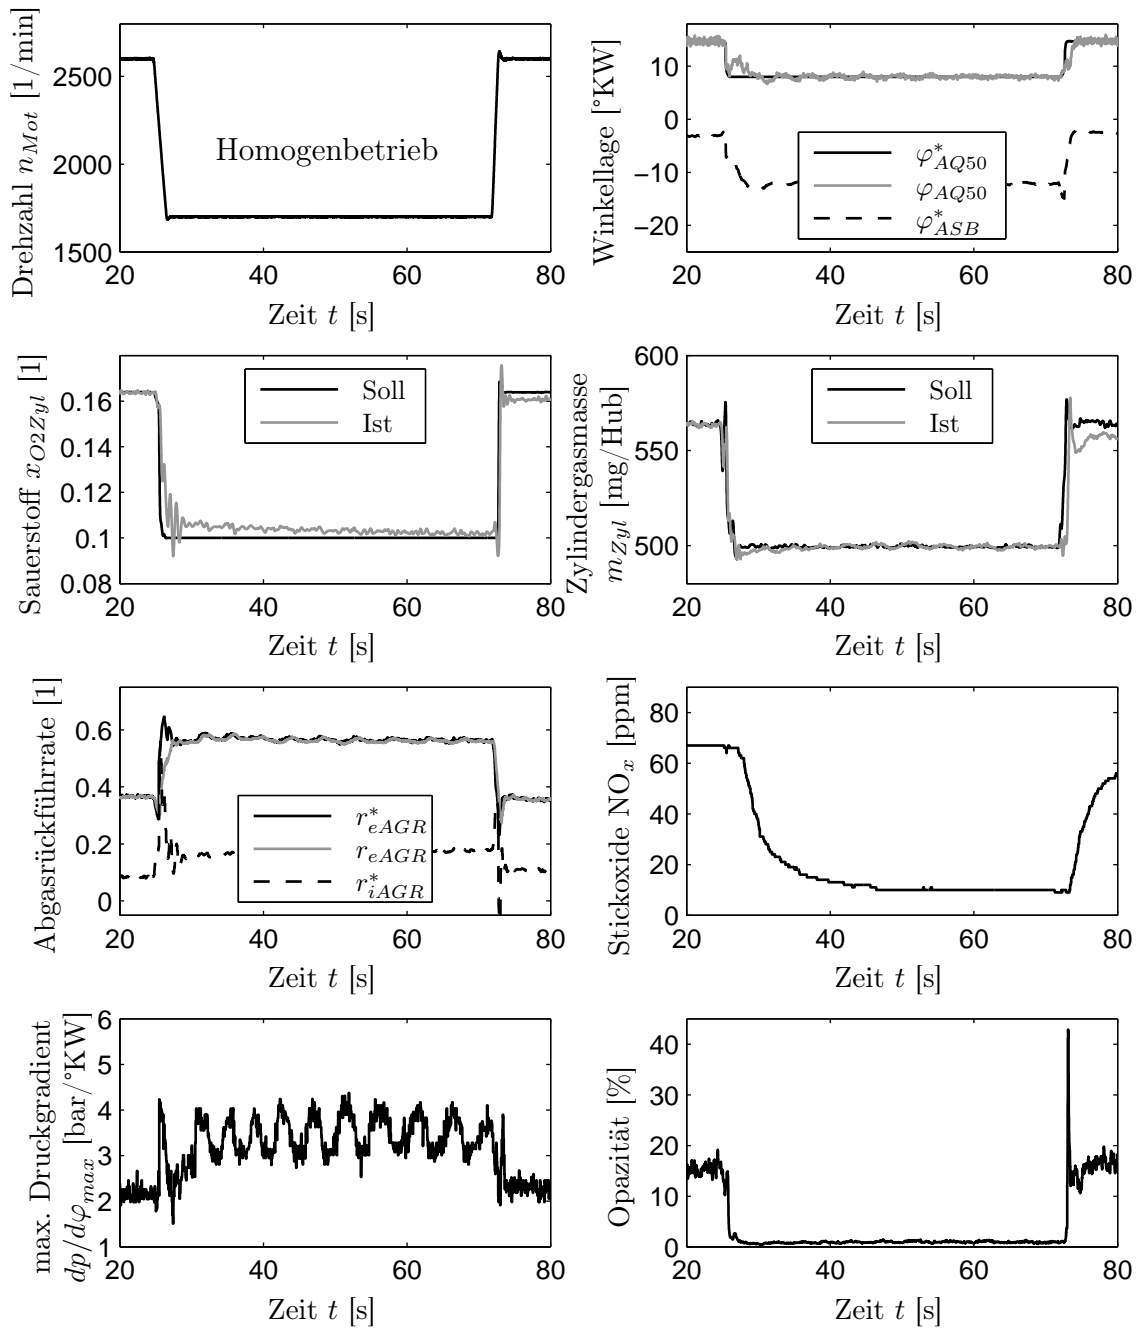 Drehzahl n_Mot [1/min]
2500
2000
1500
Homogenbetrieb
20 40 60 80
Zeit t [s]
Winkellage [°KW]
10
0
−10
−20
φ*_AQ50
φ_AQ50
φ*_ASB
20 40 60 80
Zeit t [s]
Sauerstoff x_O2Zyl [1]
0.16
0.14
0.12
0.1
0.08
Soll
Ist
20 40 60 80
Zeit t [s]
Zylindergasmasse
m_Zyl [mg/Hub]
600
550
500
Soll
Ist
20 40 60 80
Zeit t [s]
Abgasrückführrate [1]
0.6
0.4
0.2
0
r*_eAGR
r_eAGR
r*_iAGR
20 40 60 80
Zeit t [s]
Stickoxide NO_x [ppm]
80
60
40
20
0
20 40 60 80
Zeit t [s]
max. Druckgradient
dp/dφ_max [bar/°KW]
6
5
4
3
2
1
20 40 60 80
Zeit t [s]
Opazität [%]
40
30
20
10
0
20 40 60 80
Zeit t [s]